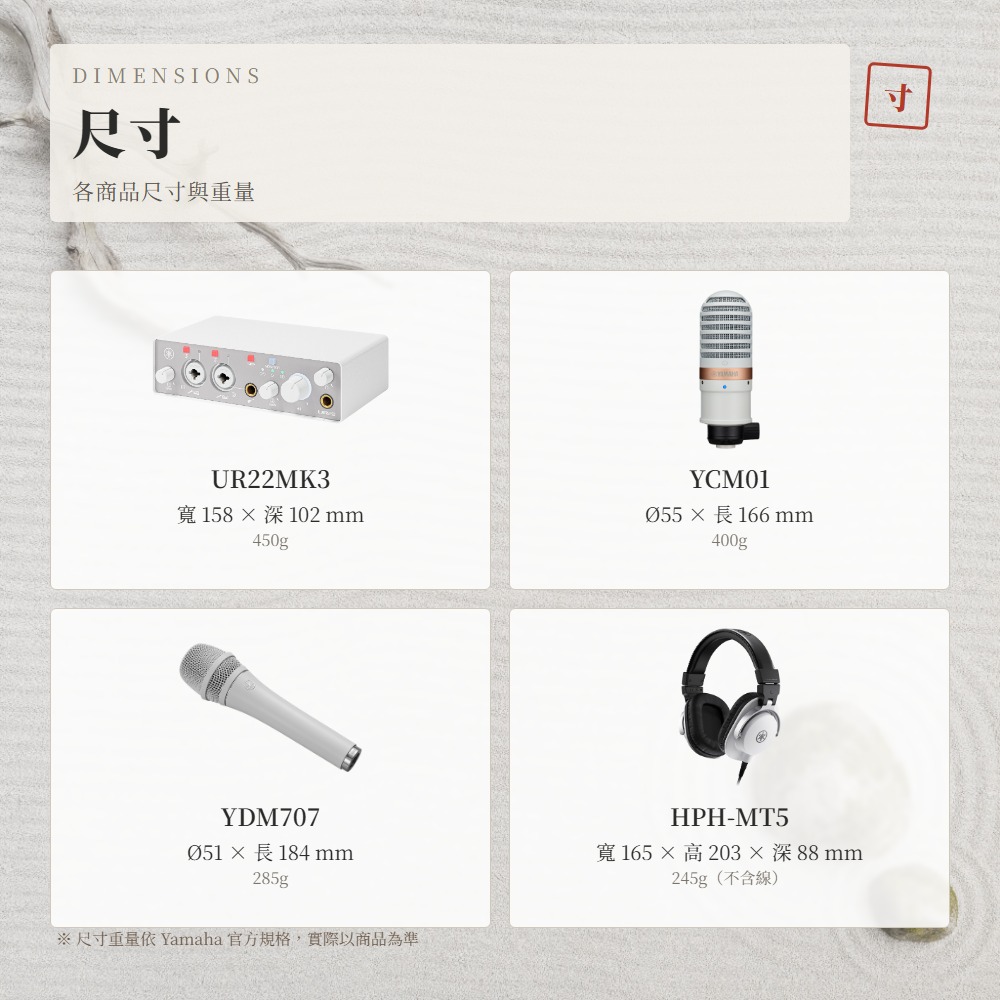 DIMENSIONS
尺寸
各商品尺寸與重量
寸
UR22MK3
寬 158 × 深 102 mm
450g
YCM01
Ø55 × 長 166 mm
400g
YDM707
Ø51 × 長 184 mm
285g
HPH-MT5
寬 165 × 高 203 × 深 88 mm
245g（不含線）
※ 尺寸重量依 Yamaha 官方規格，實際以商品為準